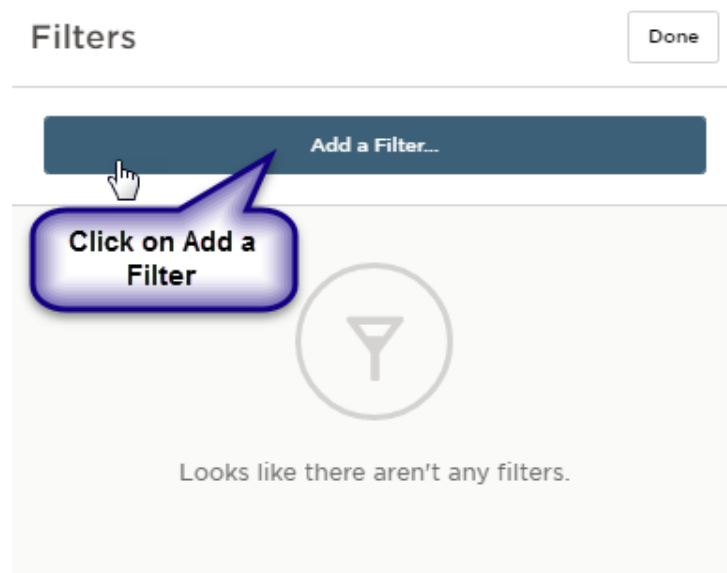 Filters
Done
Add a Filter...
Click on Add a
Filter
Looks like there aren't any filters.